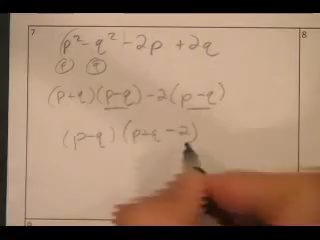 7
8
p² - q² - 2p + 2q
(p+q)(p-q) - 2(p-q)
(p-q)(p+q-2)